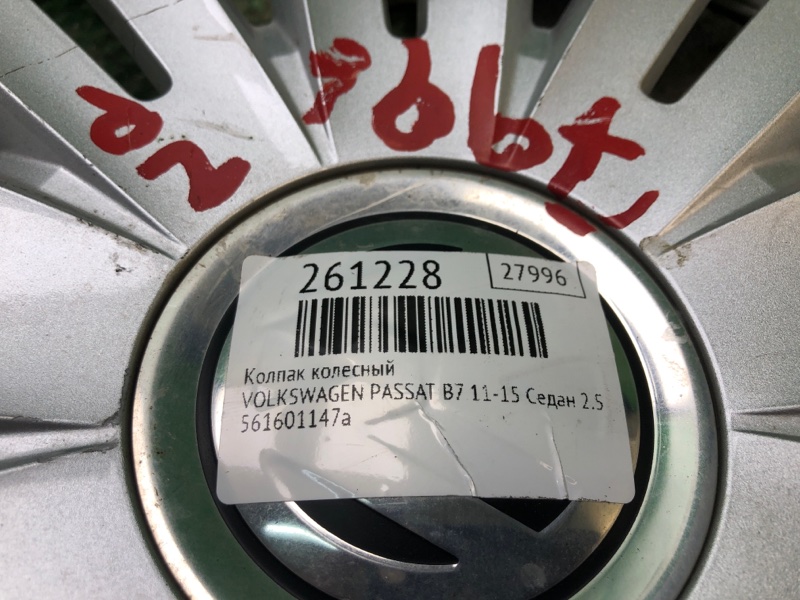 261228
27996
Колпак колесный
VOLKSWAGEN PASSAT B7 11-15 Седан 2.5
561601147a